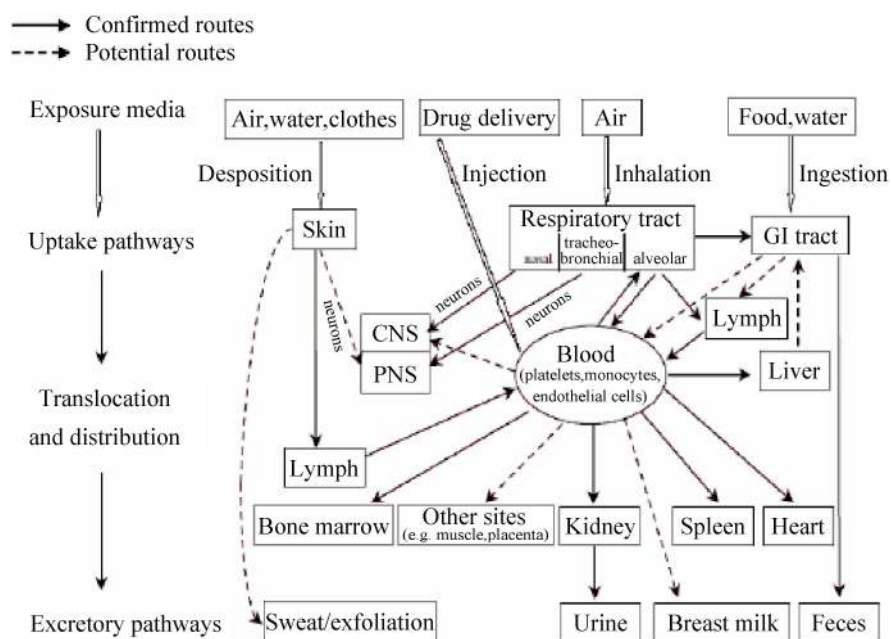 Confirmed routes
Potential routes
Exposure media
Air,water,clothes
Drug delivery
Air
Food,water
Desposition
Injection
Inhalation
Ingestion
Uptake pathways
Skin
Respiratory tract
nasal
tracheo-
bronchial
alveolar
GI tract
neurons
neurons
neurons
CNS
PNS
Lymph
Blood
(platelets,monocytes,
endothelial cells)
Liver
Translocation
and distribution
Lymph
Bone marrow
Other sites
(e.g. muscle,placenta)
Kidney
Spleen
Heart
Excretory pathways
Sweat/exfoliation
Urine
Breast milk
Feces